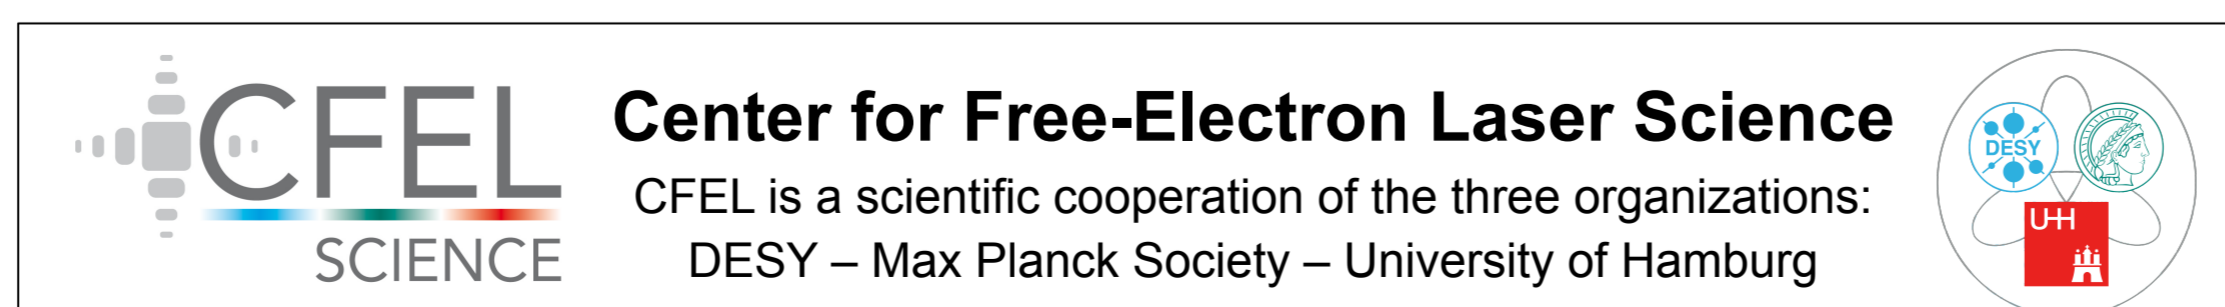 CFEL
SCIENCE
Center for Free-Electron Laser Science
CFEL is a scientific cooperation of the three organizations:
DESY – Max Planck Society – University of Hamburg
DESY
UH